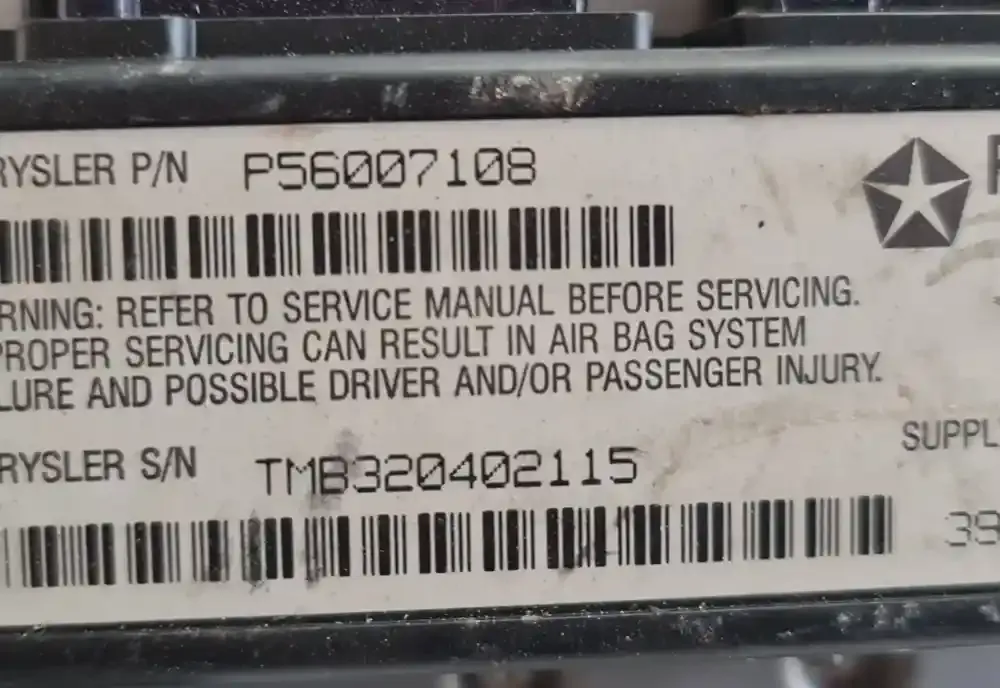 RYSLER P/N P56007108
RNING: REFER TO SERVICE MANUAL BEFORE SERVICING.
PROPER SERVICING CAN RESULT IN AIR BAG SYSTEM
LURE AND POSSIBLE DRIVER AND/OR PASSENGER INJURY.
SUPPL
RYSLER S/N TMB320402115
39